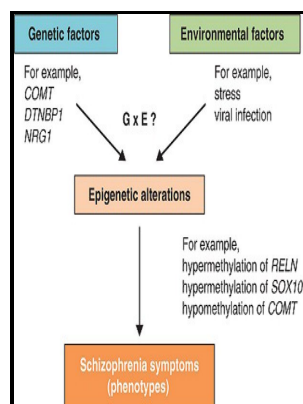 Genetic factors
Environmental factors
For example,
COMT
DTNBP1
NRG1
G x E ?
For example,
stress
viral infection
Epigenetic alterations
For example,
hypermethylation of RELN
hypermethylation of SOX10
hypomethylation of COMT
Schizophrenia symptoms
(phenotypes)